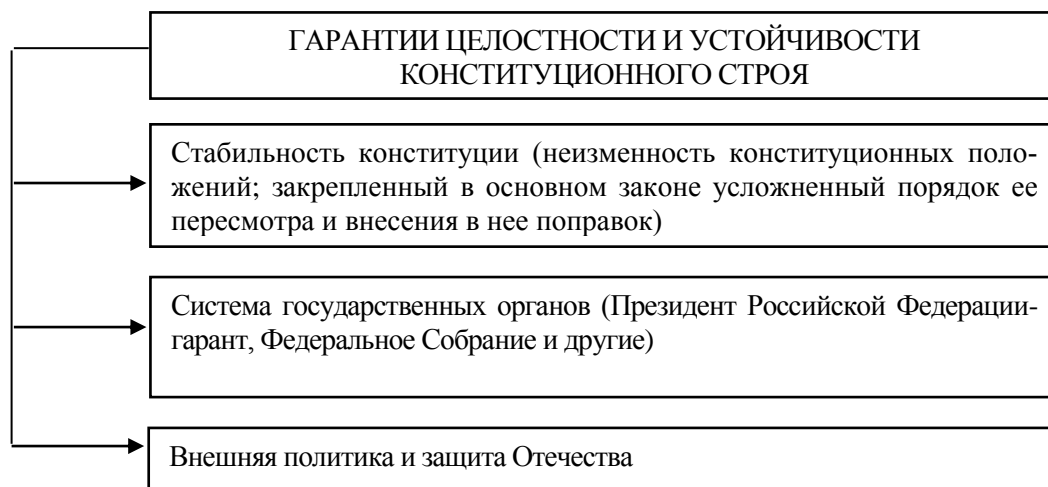 ГАРАНТИИ ЦЕЛОСТНОСТИ И УСТОЙЧИВОСТИ
КОНСТИТУЦИОННОГО СТРОЯ
Стабильность конституции (неизменность конституционных поло-
жений; закрепленный в основном законе усложненный порядок ее
пересмотра и внесения в нее поправок)
Система государственных органов (Президент Российской Федерации-
гарант, Федеральное Собрание и другие)
Внешняя политика и защита Отечества